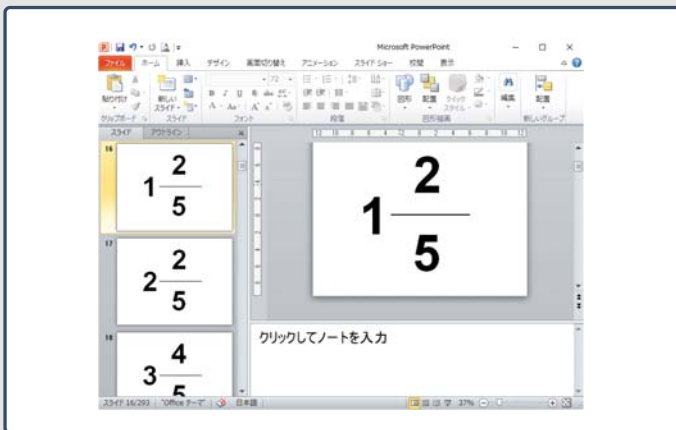 Microsoft PowerPoint
ファイル ホーム 挿入 デザイン 画面切り替え アニメーション スライド ショー 校閲 表示
貼り付け 新しい スライド 72 図形 配置 クイック スタイル 編集 配置
クリップボード スライド フォント 段落 図形描画 新しいグループ
スライド アウトライン
16
1 2
5
17
2 2
5
18
3 4
5
1 2
5
クリックしてノートを入力
スライド 16/293 "Office テーマ" 日本語 37%